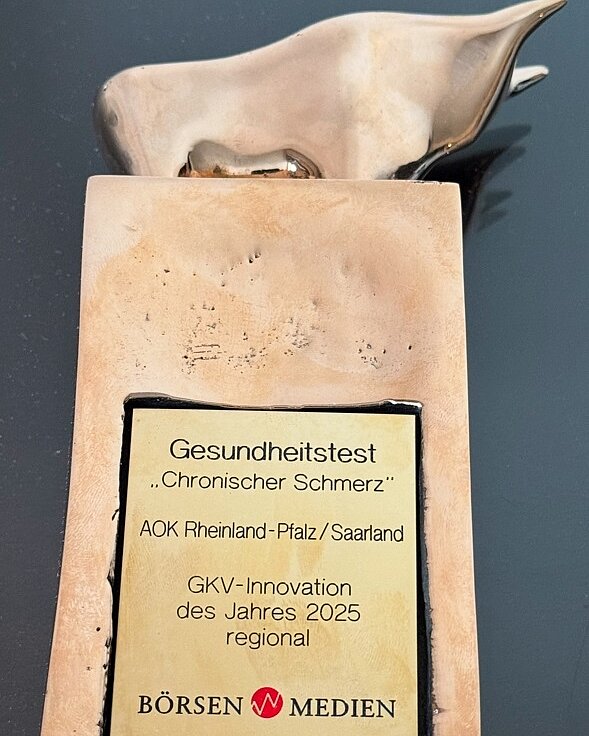 Gesundheitstest
„Chronischer Schmerz"
AOK Rheinland-Pfalz/Saarland
GKV-Innovation
des Jahres 2025
regional
BÖRSEN MEDIEN